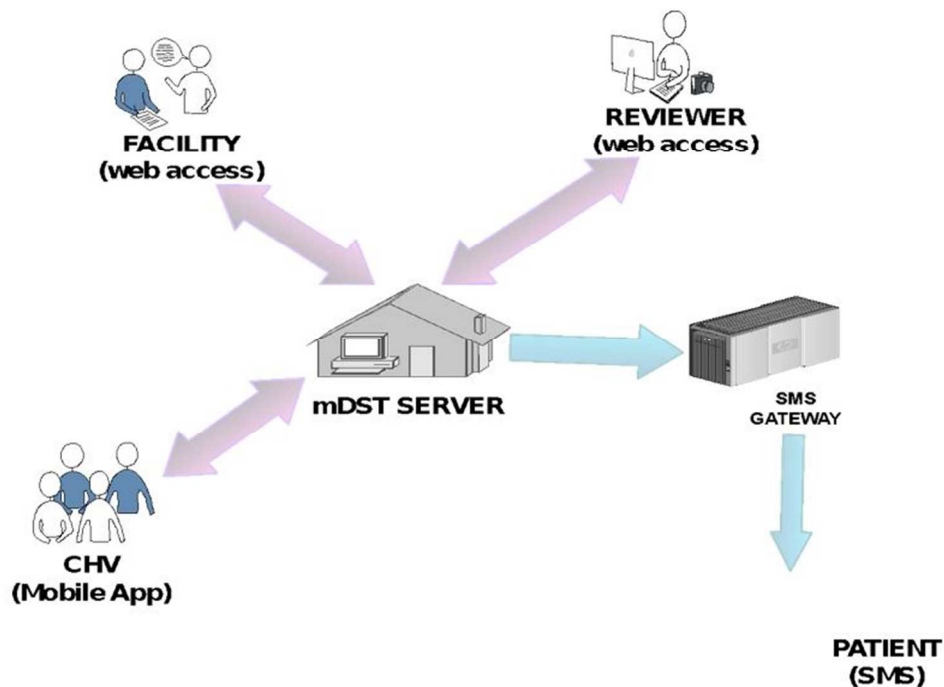 FACILITY
(web access)
REVIEWER
(web access)
mDST SERVER
SMS
GATEWAY
CHV
(Mobile App)
PATIENT
(SMS)